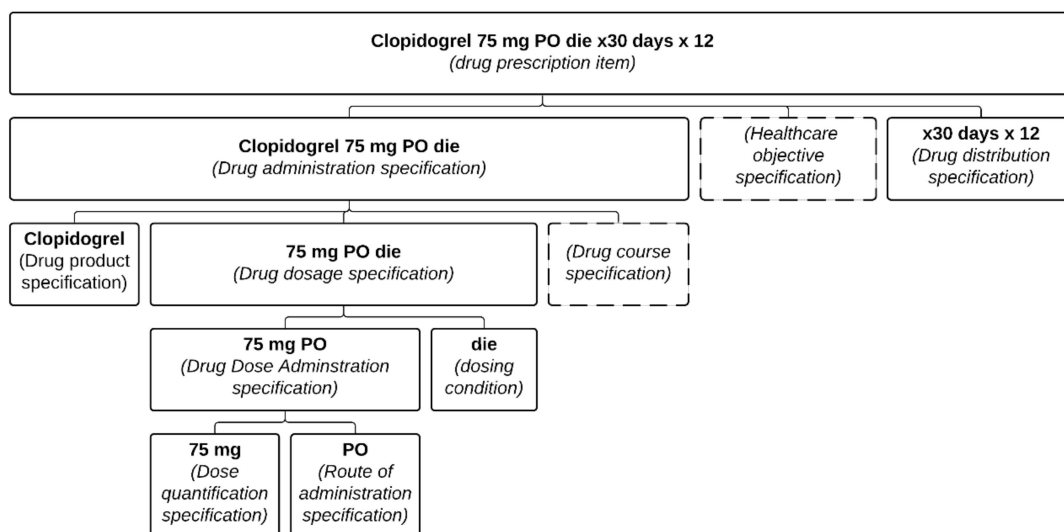 Clopidogrel 75 mg PO die x30 days x 12
(drug prescription item)
Clopidogrel 75 mg PO die
(Drug administration specification)
(Healthcare
objective
specification)
x30 days x 12
(Drug distribution
specification)
Clopidogrel
(Drug product
specification)
75 mg PO die
(Drug dosage specification)
(Drug course
specification)
75 mg PO
(Drug Dose Adminstration
specification)
die
(dosing
condition)
75 mg
(Dose
quantification
specification)
PO
(Route of
administration
specification)